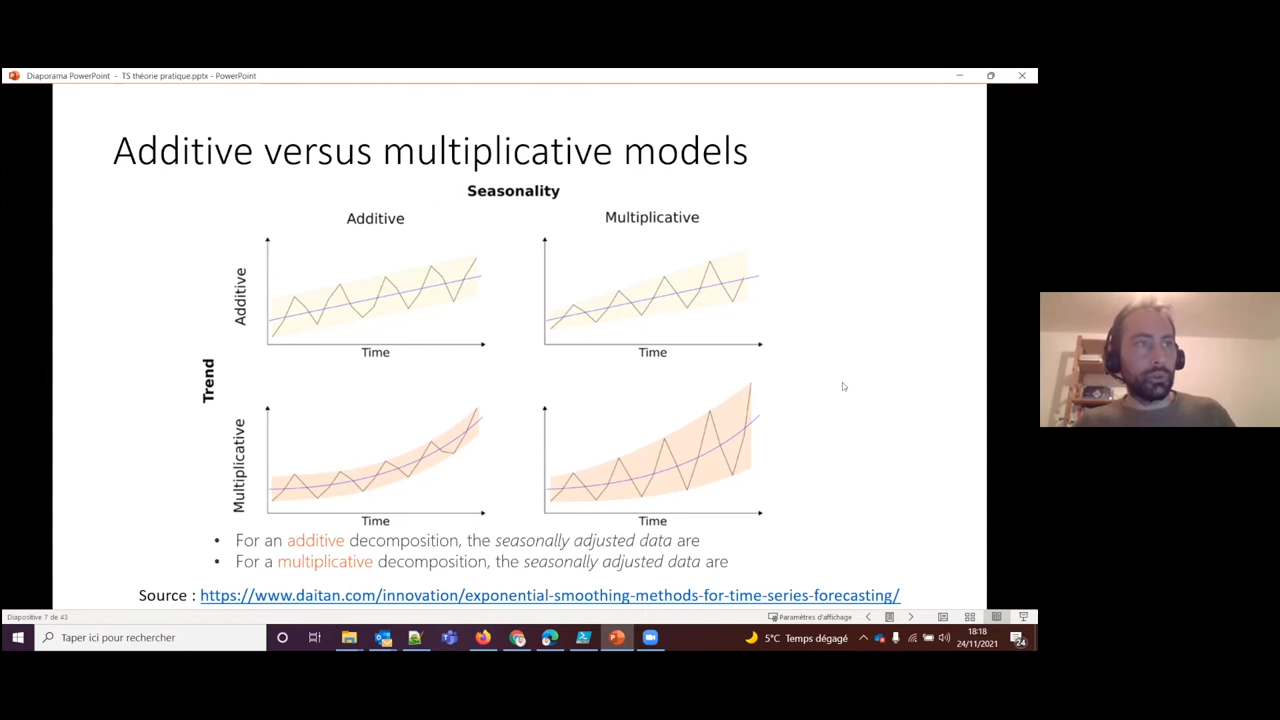 Diaporama PowerPoint - TS théorie pratique.pptx - PowerPoint
Additive versus multiplicative models
Seasonality
Additive
Multiplicative
Trend
Additive
Time
Time
Multiplicative
Time
Time
• For an additive decomposition, the seasonally adjusted data are
• For a multiplicative decomposition, the seasonally adjusted data are
Source : https://www.daitan.com/innovation/exponential-smoothing-methods-for-time-series-forecasting/
Diapositive 7 de 43
Paramètres d'affichage
Taper ici pour rechercher
5°C Temps dégagé
18:18
24/11/2021
24